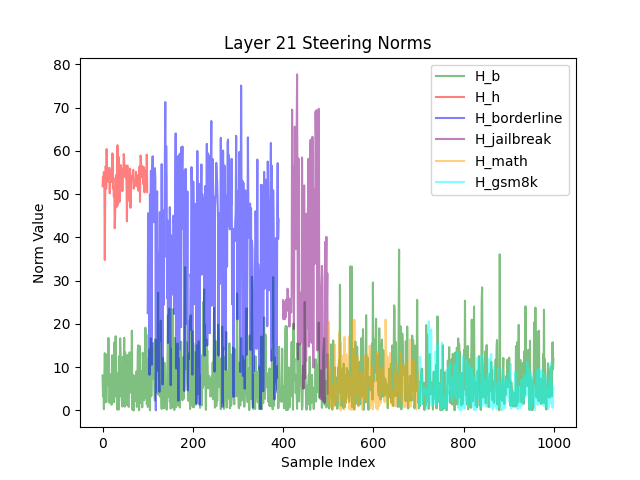 Layer 21 Steering Norms
80
70
60
50
40
30
20
10
0
Norm Value
H_b
H_h
H_borderline
H_jailbreak
H_math
H_gsm8k
0
200
400
600
800
1000
Sample Index